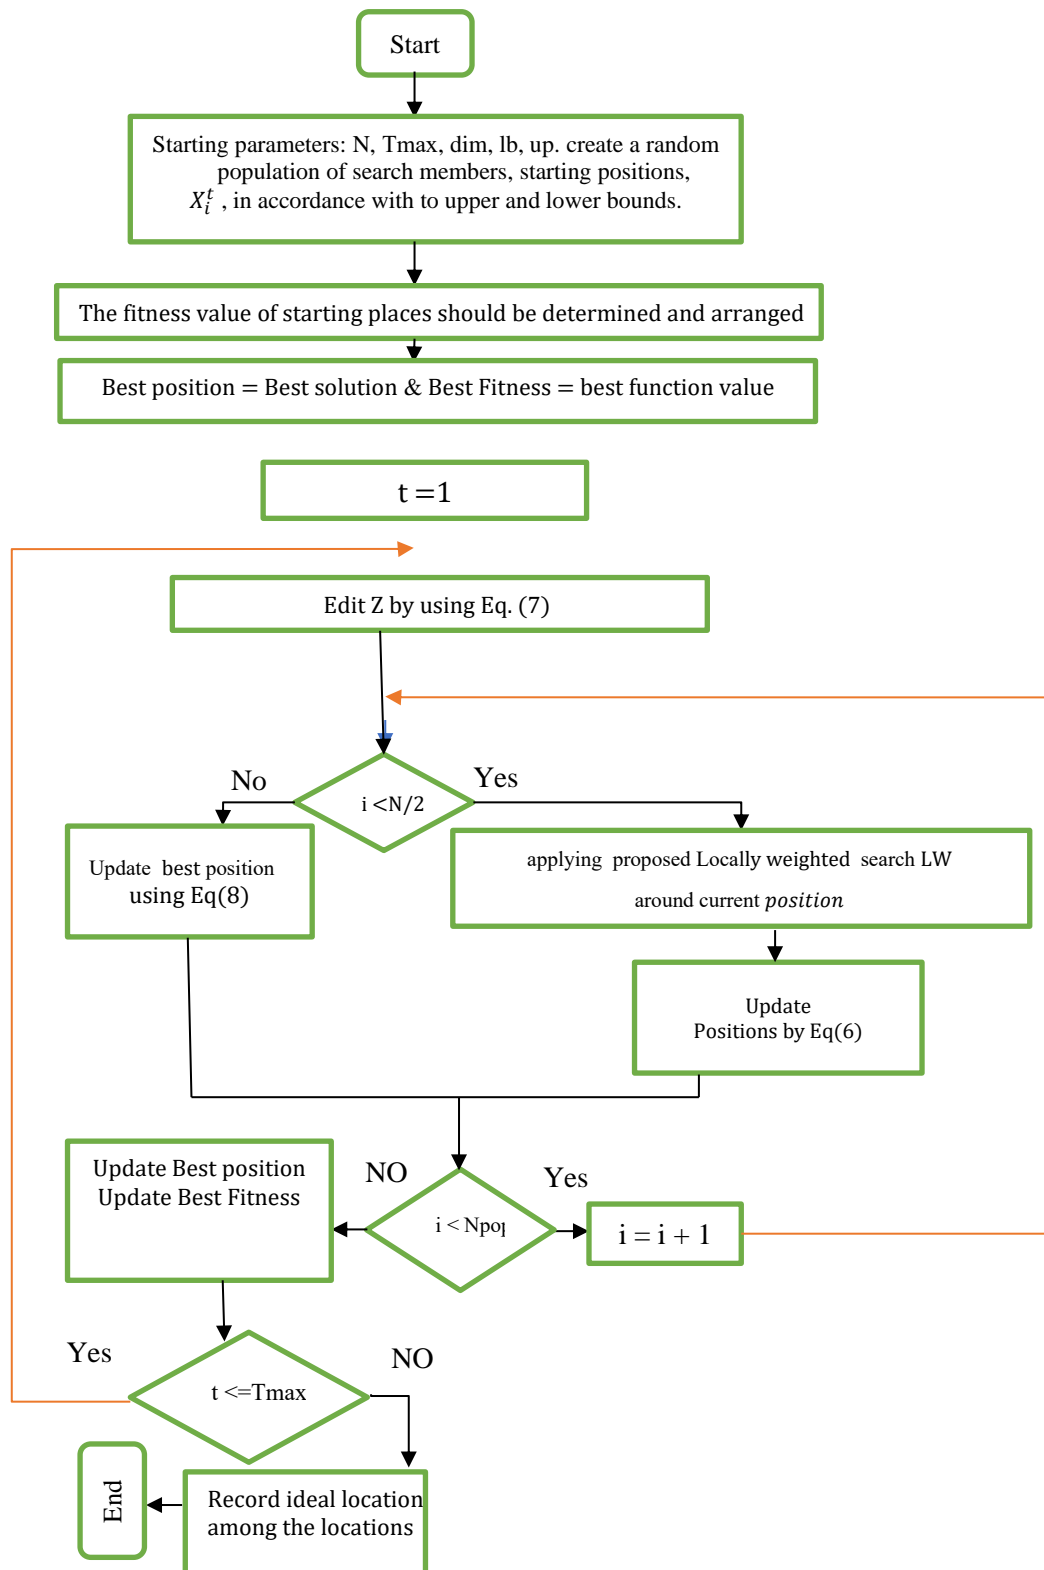 Start
Starting parameters: N, Tmax, dim, lb, up. create a random
population of search members, starting positions,
X_i^t , in accordance with to upper and lower bounds.
The fitness value of starting places should be determined and arranged
Best position = Best solution & Best Fitness = best function value
t =1
Edit Z by using Eq. (7)
No
Yes
i <N/2
Update best position
using Eq(8)
applying proposed Locally weighted search LW
around current position
Update
Positions by Eq(6)
Update Best position
Update Best Fitness
NO
Yes
i <
i = i + 1
Yes
NO
t <=Tmax
End
Record ideal location
among the locations